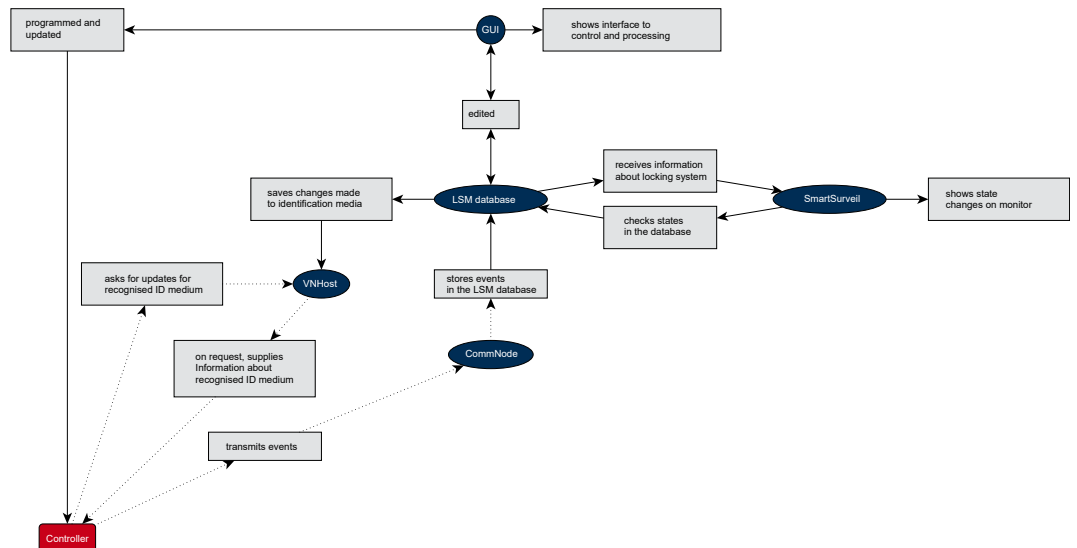 programmed and
updated
GUI
shows interface to
control and processing
edited
receives information
about locking system
saves changes made
to identification media
LSM database
SmartSurveil
shows state
changes on monitor
checks states
in the database
asks for updates for
recognised ID medium
VNHost
stores events
in the LSM database
on request, supplies
Information about
recognised ID medium
CommNode
transmits events
Controller